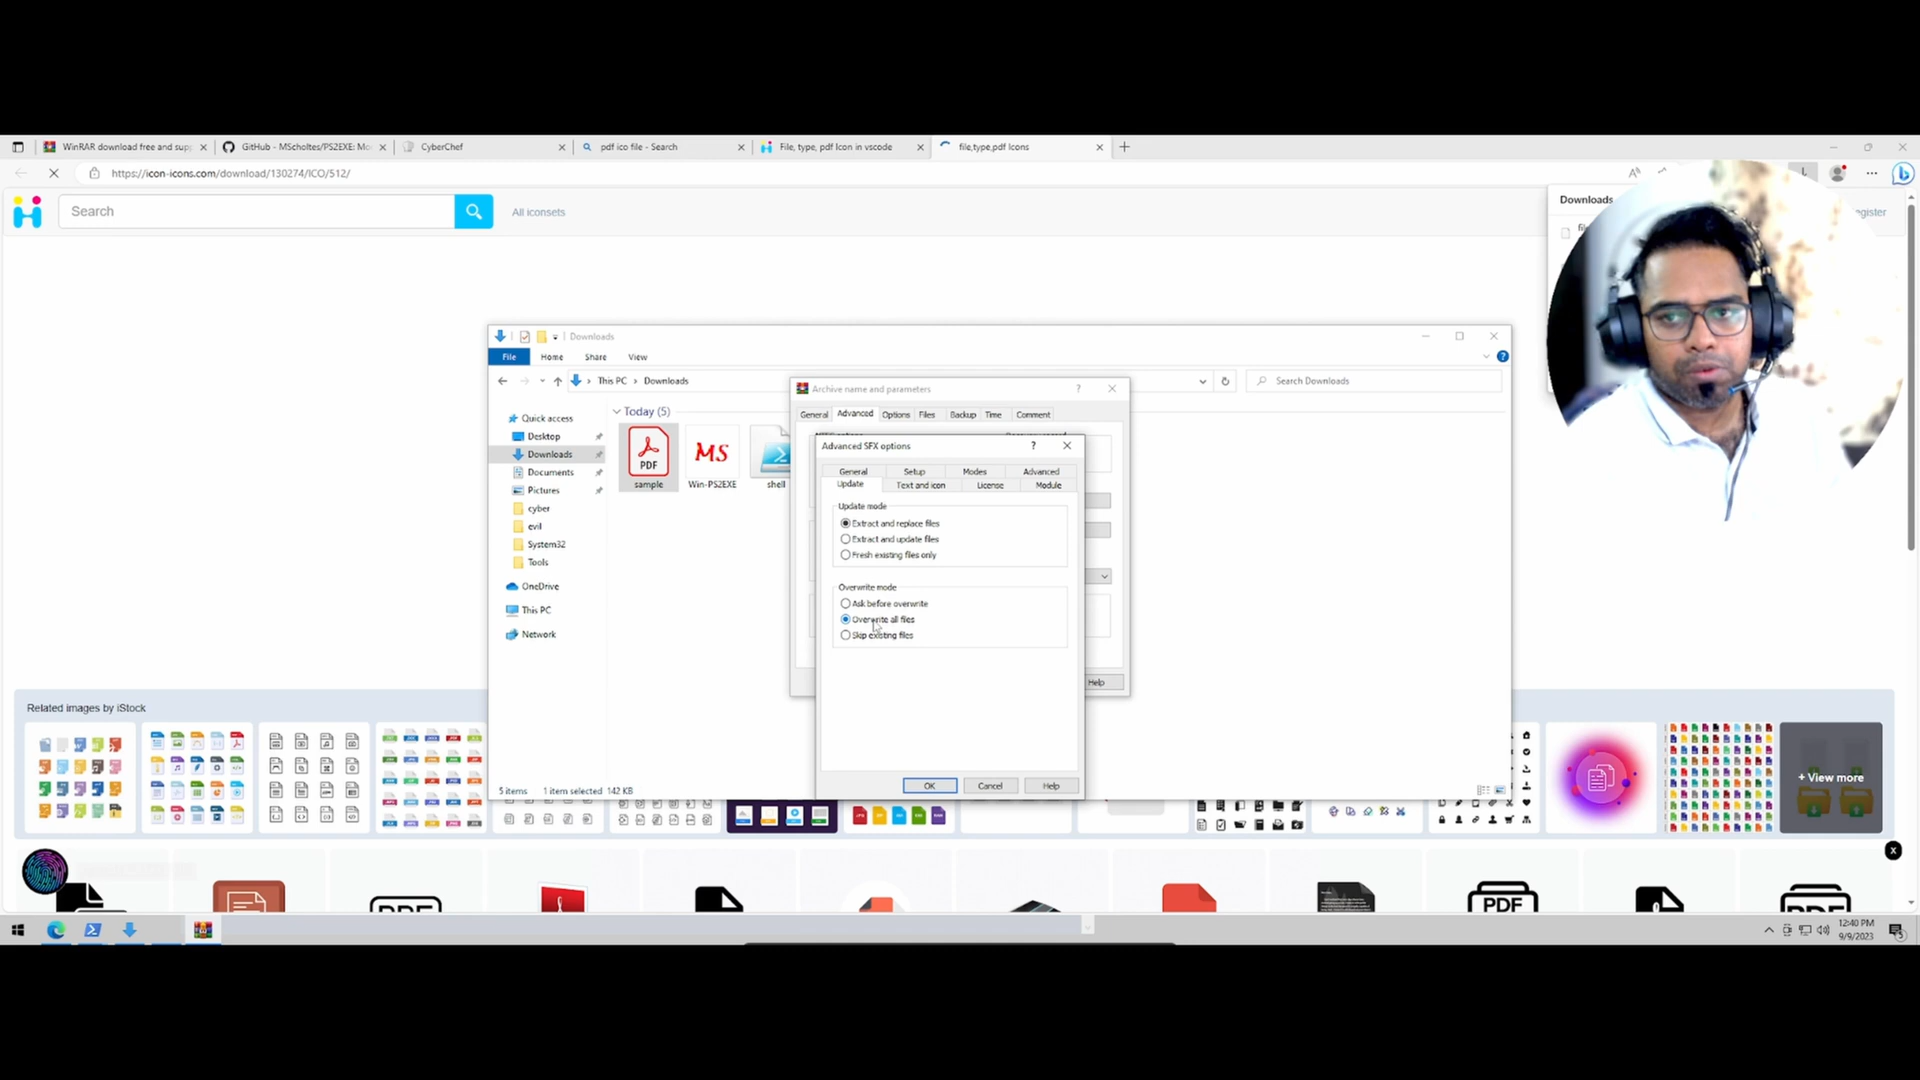 WinRAR download free and supp
GitHub - MScholtes/PS2EXE: Mo
CyberChef
pdf ico file - Search
File, type, pdf Icon in vscode
file,type,pdf Icons
https://icon-icons.com/download/130274/ICO/512/
Search
All iconsets
Downloads
egister
Downloads
File
Home
Share
View
This PC
Downloads
Search Downloads
Quick access
Desktop
Downloads
Documents
Pictures
cyber
evil
System32
Tools
OneDrive
This PC
Network
Today (5)
PDF
sample
MS
Win-PS2EXE
shell
Archive name and parameters
General
Advanced
Options
Files
Backup
Time
Comment
Help
Advanced SFX options
General
Setup
Modes
Advanced
Update
Text and icon
License
Module
Update mode
Extract and replace files
Extract and update files
Fresh existing files only
Overwrite mode
Ask before overwrite
Overwrite all files
Skip existing files
OK
Cancel
Help
5 items
1 item selected 142 KB
Related images by iStock
+ View more
PDF
12:40 PM
9/9/2023